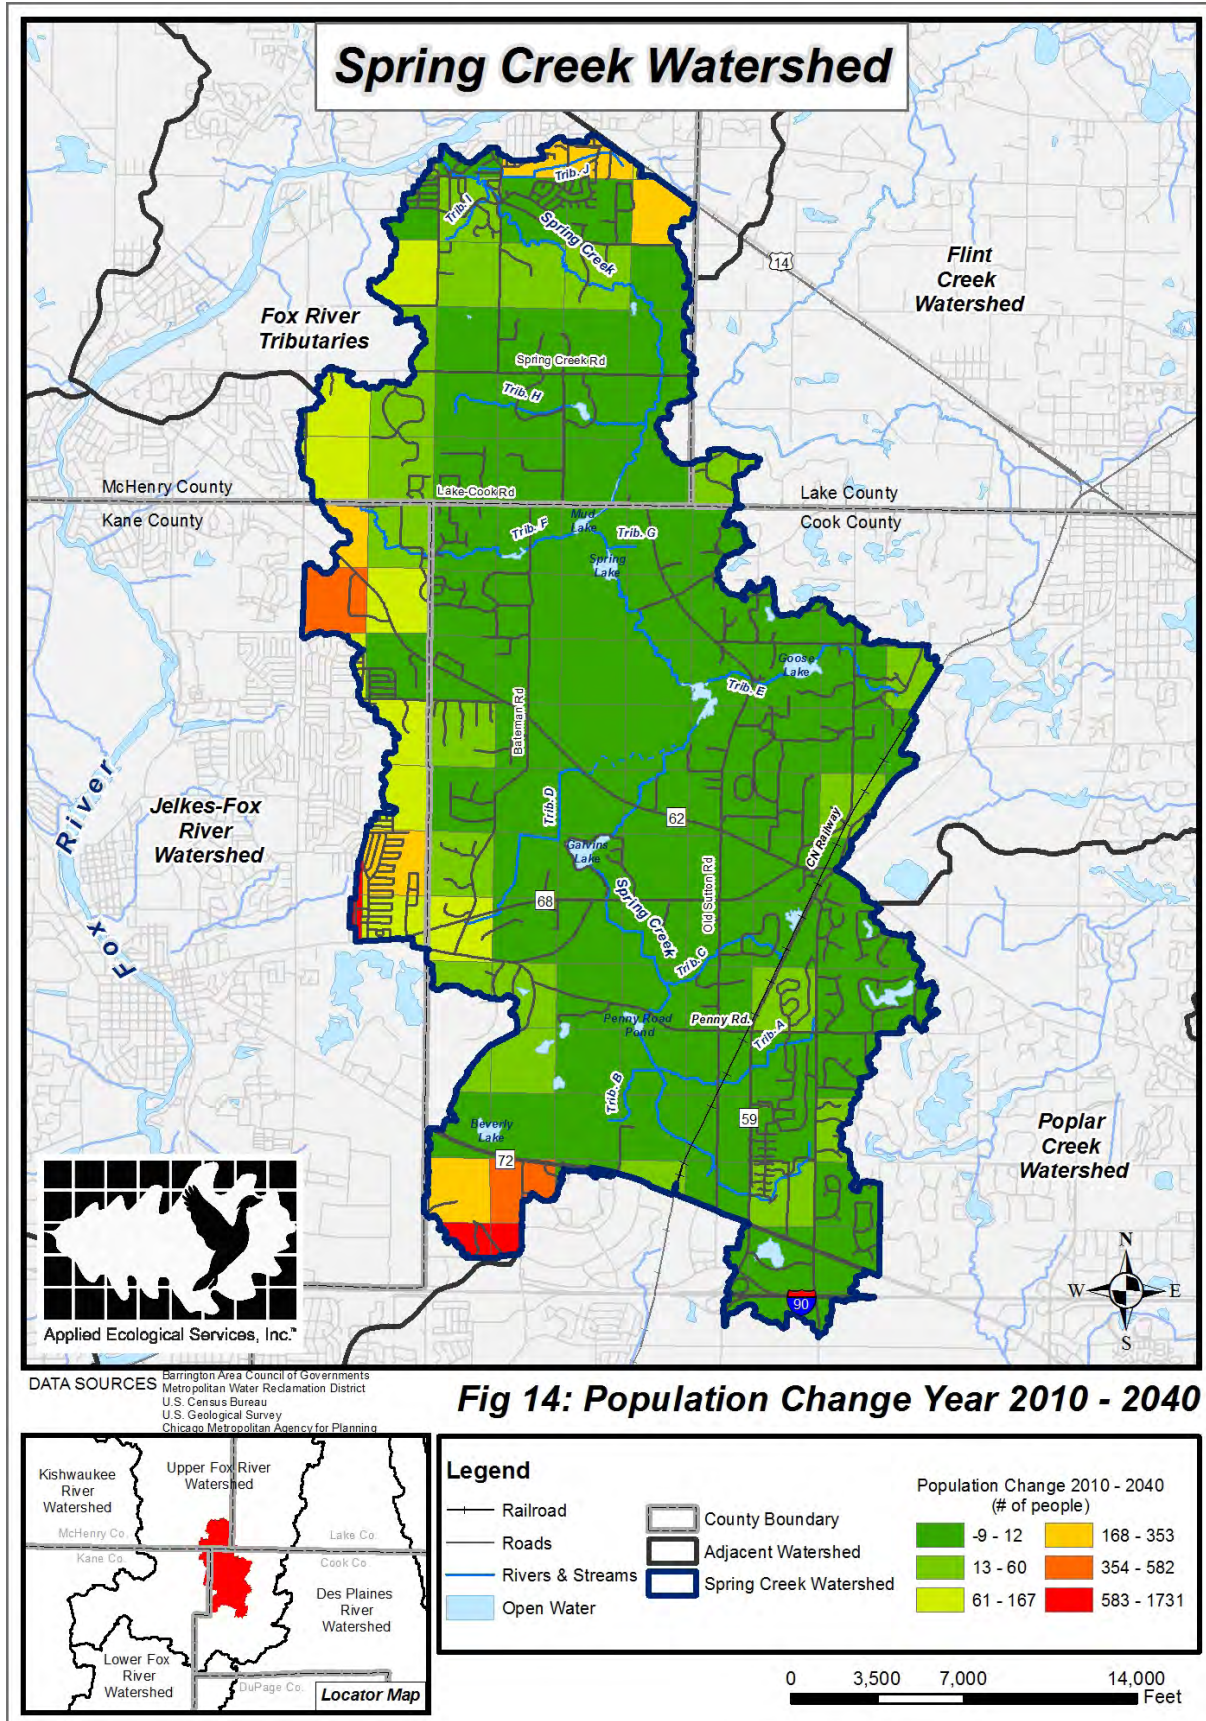 Spring Creek Watershed
Trib. J
Trib. I
Spring Creek
14
Flint
Creek
Watershed
Fox River
Tributaries
Spring Creek Rd
Trib. H
McHenry County
Lake-Cook Rd
Lake County
Kane County
Cook County
Mud
Lake
Trib. F
Trib. G
Spring
Lake
Goose
Lake
Trib. E
Bateman Rd
Fox River
Jelkes-Fox
River
Watershed
Trib. D
62
CN Railway
Galvins
Lake
Old Sutton Rd
68
Spring Creek
Trib. C
Penny Road
Pond
Penny Rd.
Trib. A
Trib. B
59
Beverly
Lake
72
Poplar
Creek
Watershed
90
N
W
E
S
Applied Ecological Services, Inc.™
DATA SOURCES
Barrington Area Council of Governments
Metropolitan Water Reclamation District
U.S. Census Bureau
U.S. Geological Survey
Chicago Metropolitan Agency for Planning
Fig 14: Population Change Year 2010 - 2040
Kishwaukee
River
Watershed
Upper Fox River
Watershed
McHenry Co.
Lake Co.
Kane Co.
Cook Co.
Des Plaines
River
Watershed
Lower Fox
River
Watershed
DuPage Co.
Locator Map
Legend
Railroad
Roads
Rivers & Streams
Open Water
County Boundary
Adjacent Watershed
Spring Creek Watershed
Population Change 2010 - 2040
(# of people)
-9 - 12
13 - 60
61 - 167
168 - 353
354 - 582
583 - 1731
0 3,500 7,000 14,000
Feet